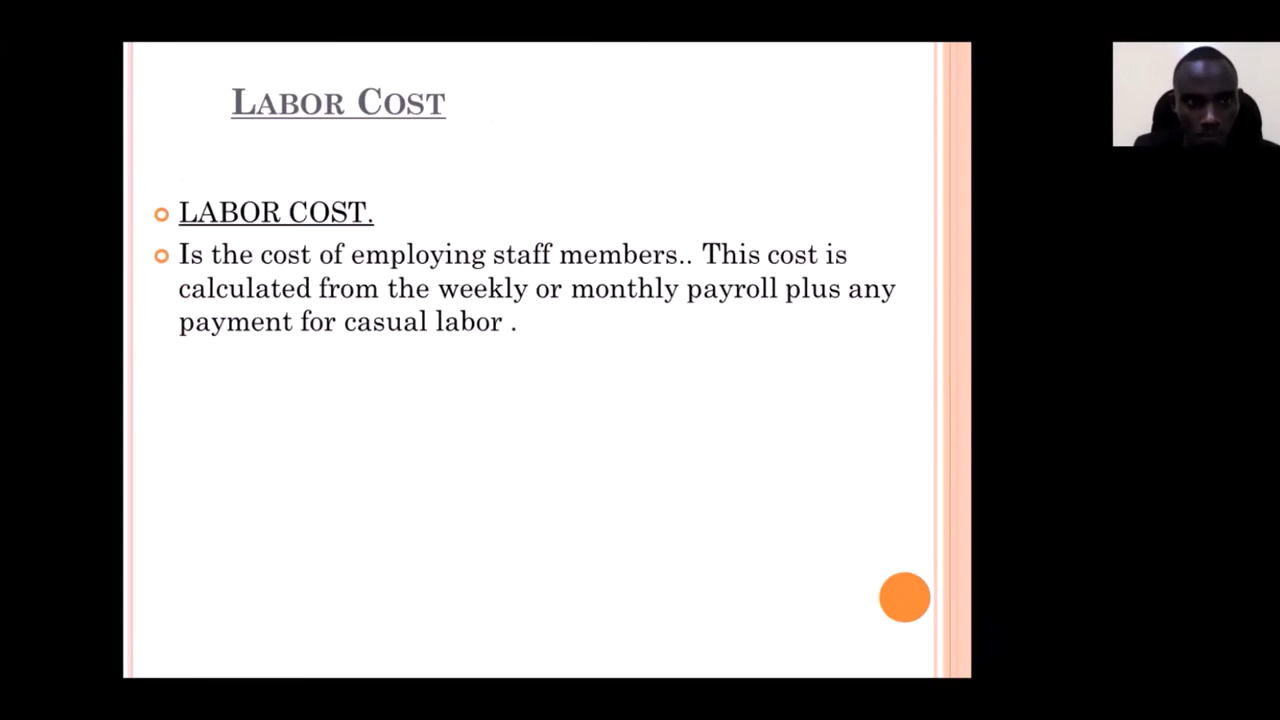 LABOR COST
LABOR COST.
Is the cost of employing staff members.. This cost is
calculated from the weekly or monthly payroll plus any
payment for casual labor .